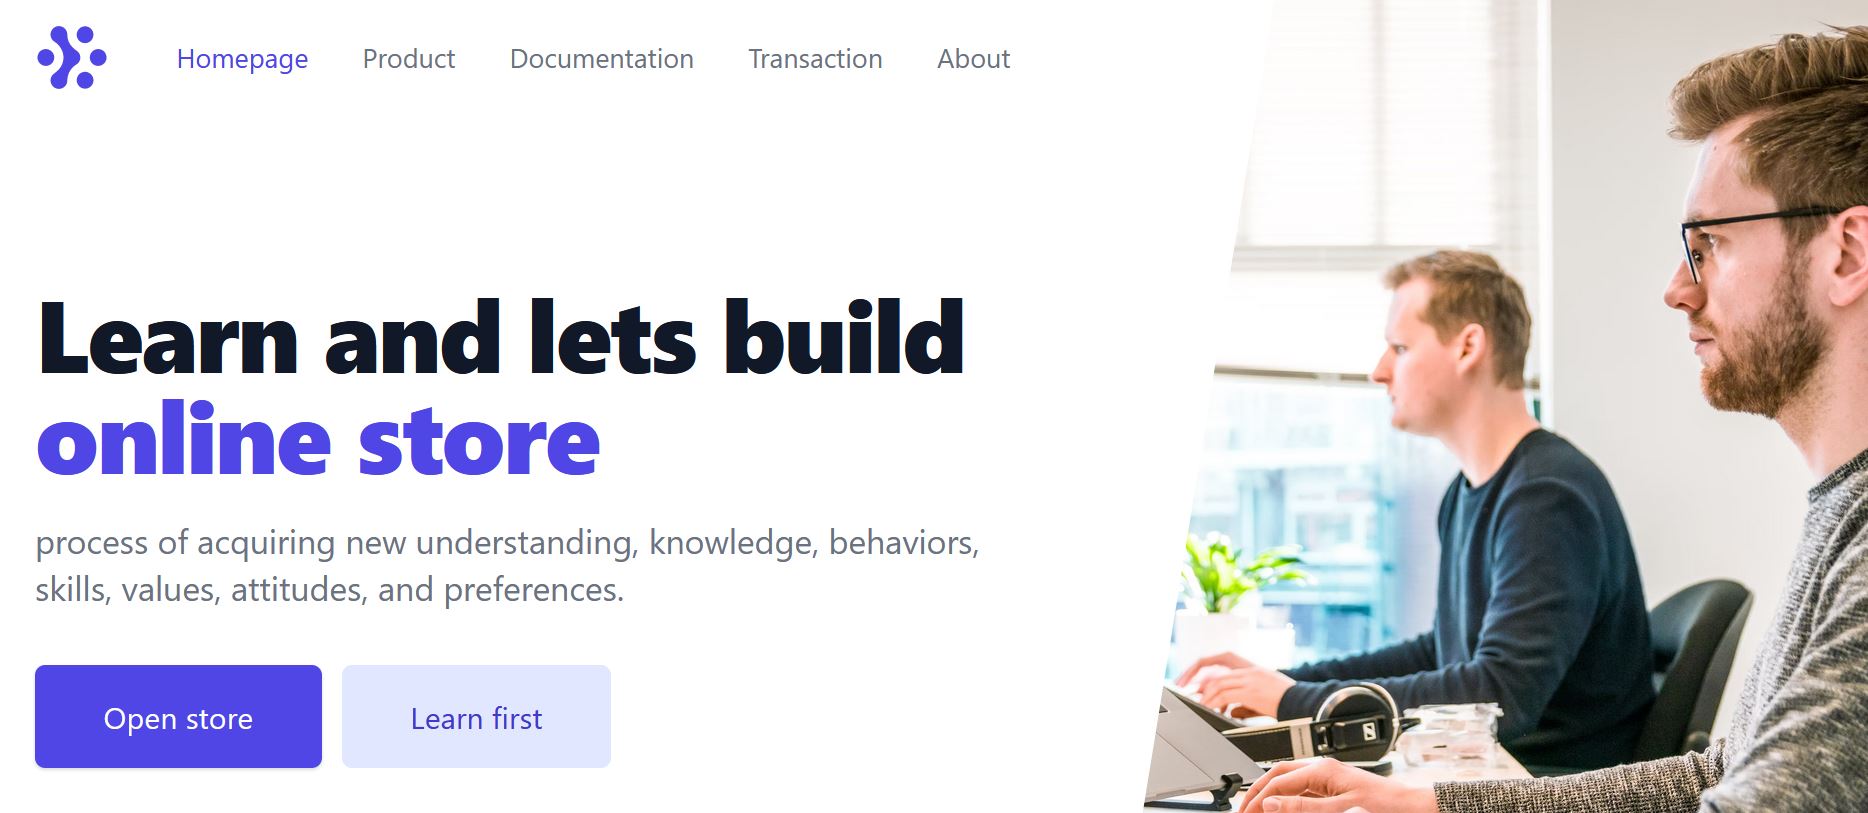 Homepage Product Documentation Transaction About
Learn and lets build
online store
process of acquiring new understanding, knowledge, behaviors,
skills, values, attitudes, and preferences.
Open store Learn first